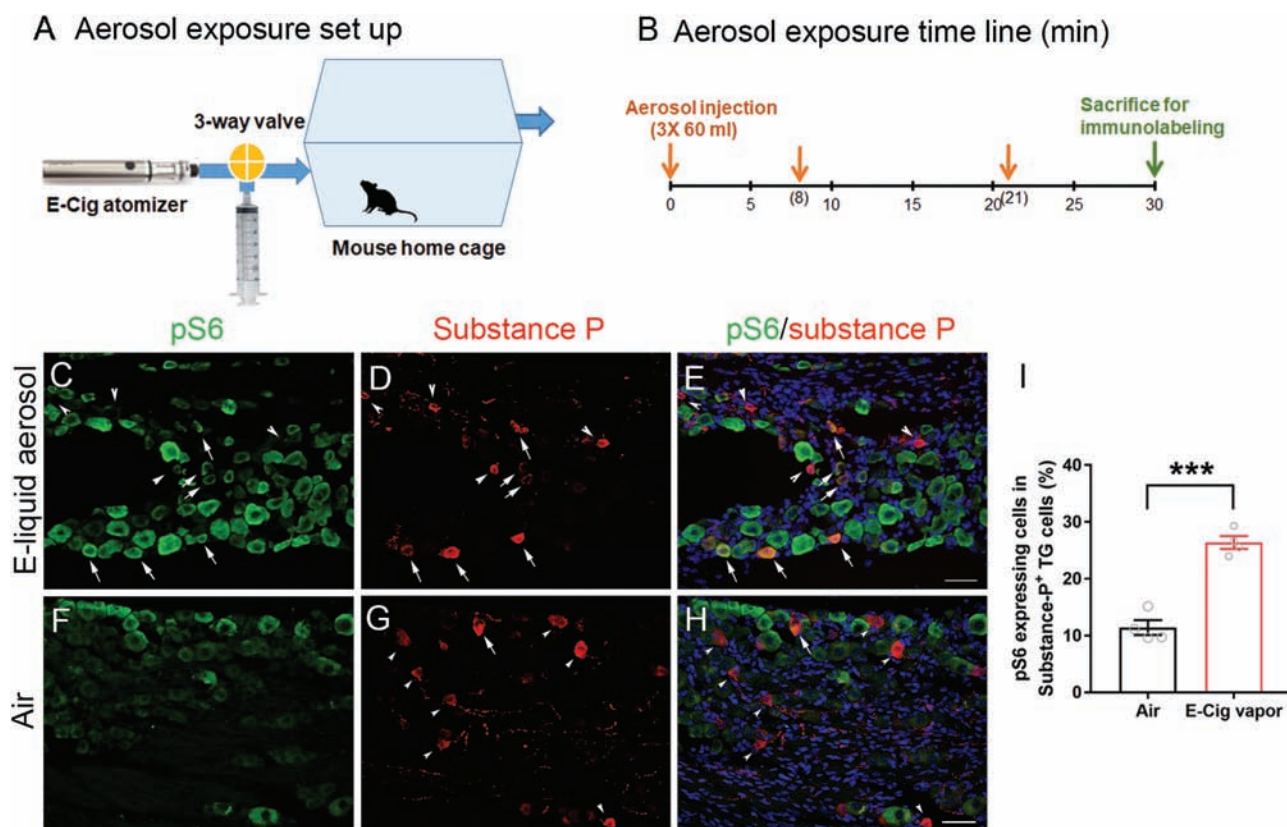 A Aerosol exposure set up
3-way valve
E-Cig atomizer
Mouse home cage
B Aerosol exposure time line (min)
Aerosol injection
(3X 60 ml)
Sacrifice for
immunolabeling
0 5 (8) 10 15 20 (21) 25 30
pS6 Substance P pS6/substance P
E-liquid aerosol
C D E
Air
F G H
I
pS6 expressing cells in
Substance-P⁺ TG cells (%)
40
30
20
10
0
***
Air E-Cig vapor